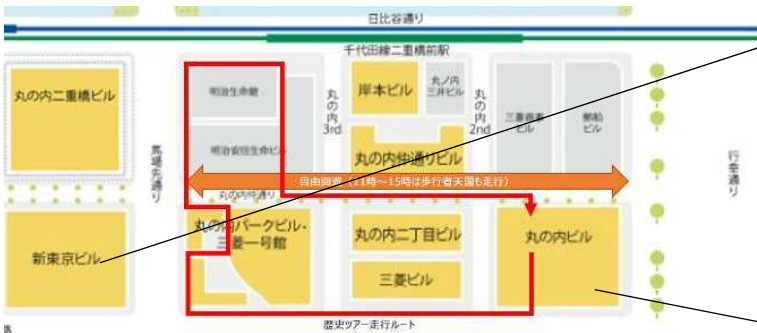 日比谷通り
千代田線二重橋前駅
丸の内二重橋ビル
明治生命館
丸の内3rd
岸本ビル
丸ノ内
三井ビル
丸の内2nd
三菱商事
ビル
郵船
ビル
馬場先通り
明治安田生命ビル
丸の内仲通りビル
行幸通り
自由回遊(11時~15時は歩行者天国も走行)
丸の内仲通り
新東京ビル
丸の内パークビル・
三菱一号館
丸の内二丁目ビル
三菱ビル
丸の内ビル
歴史ツアー走行ルート